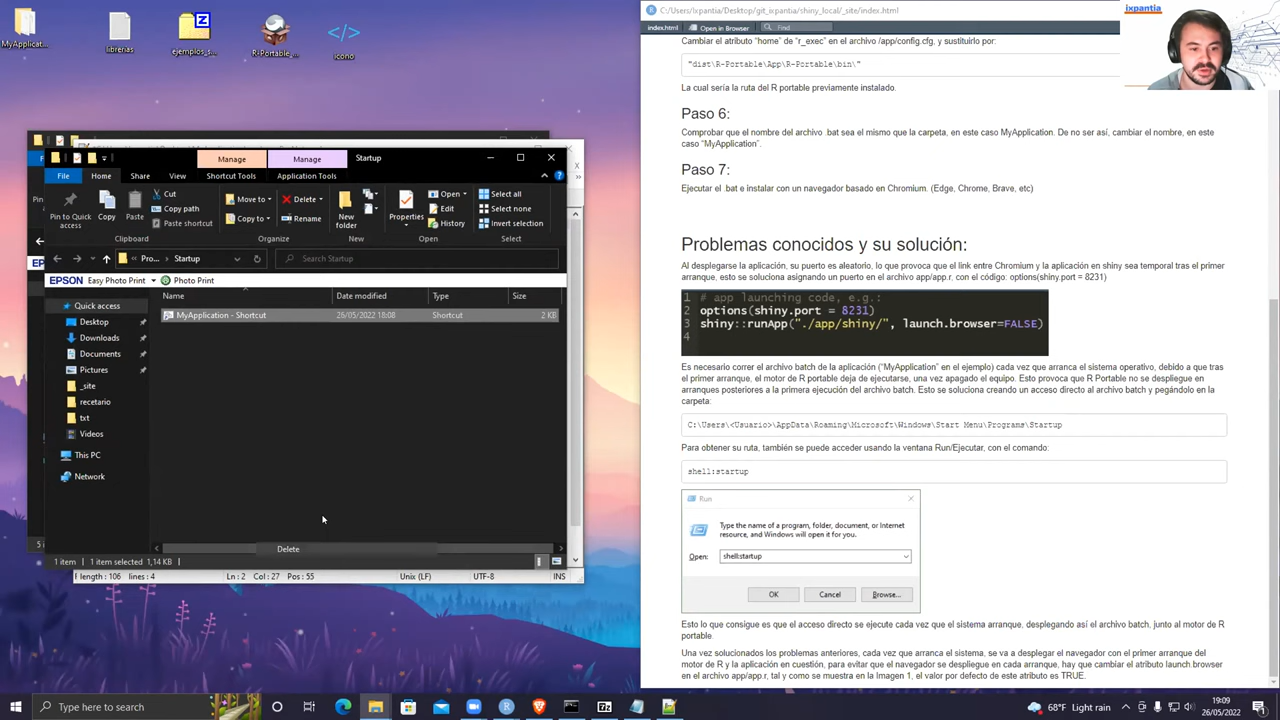 C:/Users/Ixpantia/Desktop/git_ixpantia/shiny_local/_site/index.html
index.html
Open in Browser
Find
ixpantia
MyApplicati...
librerias
ejemplos_S...
icono
Cambiar el atributo "home" de "r_exec" en el archivo /app/config.cfg, y sustituirlo por:
"dist\R-Portable\App\R-Portable\bin\"
La cual sería la ruta del R portable previamente instalado.
Paso 6:
Comprobar que el nombre del archivo .bat sea el mismo que la carpeta, en este caso MyApplication. De no ser así, cambiar el nombre, en este
caso "MyApplication".
Paso 7:
Ejecutar el .bat e instalar con un navegador basado en Chromium. (Edge, Chrome, Brave, etc)
Problemas conocidos y su solución:
Al desplegarse la aplicación, su puerto es aleatorio, lo que provoca que el link entre Chromium y la aplicación en shiny sea temporal tras el primer
arranque, esto se soluciona asignando un puerto en el archivo app/app.r, con el código: options(shiny.port = 8231)
1 # app launching code, e.g.:
2 options(shiny.port = 8231)
3 shiny::runApp("./app/shiny/", launch.browser=FALSE)
4
Es necesario correr el archivo batch de la aplicación ("MyApplication" en el ejemplo) cada vez que arranca el sistema operativo, debido a que tras
el primer arranque, el motor de R portable deja de ejecutarse, una vez apagado el equipo. Esto provoca que R Portable no se despliegue en
arranques posteriores a la primera ejecución del archivo batch. Esto se soluciona creando un acceso directo al archivo batch y pegándolo en la
carpeta:
C:\Users\<Usuario>\AppData\Roaming\Microsoft\Windows\Start Menu\Programs\Startup
Para obtener su ruta, también se puede acceder usando la ventana Run/Ejecutar, con el comando:
shell:startup
Run
Type the name of a program, folder, document, or Internet
resource, and Windows will open it for you.
Open:
shell:startup
OK
Cancel
Browse...
Esto lo que consigue es que el acceso directo se ejecute cada vez que el sistema arranque, desplegando así el archivo batch, junto al motor de R
portable.
Una vez solucionados los problemas anteriores, cada vez que arranca el sistema, se va a desplegar el navegador con el primer arranque del
motor de R y la aplicación en cuestión, para evitar que el navegador se despliegue en cada arranque, hay que cambiar el atributo launch.browser
en el archivo app/app.r, tal y como se muestra en la Imagen 1, el valor por defecto de este atributo es TRUE.
Manage
Manage
Startup
File
Home
Share
View
Shortcut Tools
Application Tools
Pin to Quick
access
Copy
Paste
Cut
Copy path
Paste shortcut
Move to
Copy to
Delete
Rename
New
folder
Properties
Open
Edit
History
Select all
Select none
Invert selection
Clipboard
Organize
New
Open
Select
Pro...
Startup
Search Startup
EPSON
Easy Photo Print
Photo Print
Name
Date modified
Type
Size
MyApplication - Shortcut
26/05/2022 18:08
Shortcut
2 KB
Quick access
Desktop
Downloads
Documents
Pictures
_site
recetario
txt
Videos
This PC
Network
Delete
1 item
1 item selected 1,14 KB
length : 106 lines : 4
Ln : 2 Col : 27 Pos : 55
Unix (LF)
UTF-8
INS
Type here to search
68°F Light rain
19:09
26/05/2022